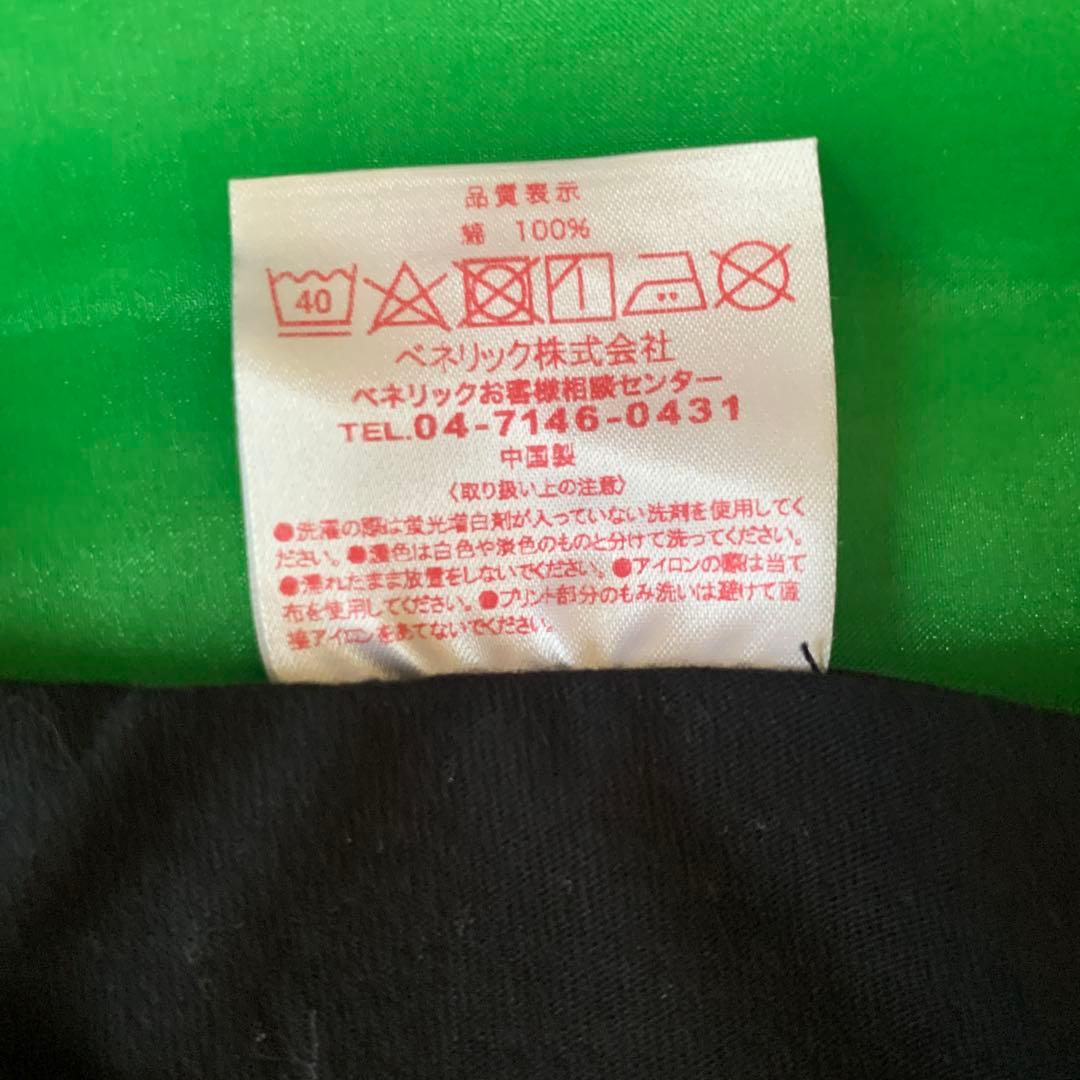 品質表示
綿 100%
40
ベネリック株式会社
ベネリックお客様相談センター
TEL.04-7146-0431
中国製
〈取り扱い上の注意〉
●洗濯の際は蛍光増白剤が入っていない洗剤を使用してく
ださい。●濃色は白色や淡色のものと分けて洗ってください。
●濡れたまま放置をしないでください。●アイロンの際は当て
布を使用してください。●プリント部分のもみ洗いは避けて直
接アイロンをあてないでください。